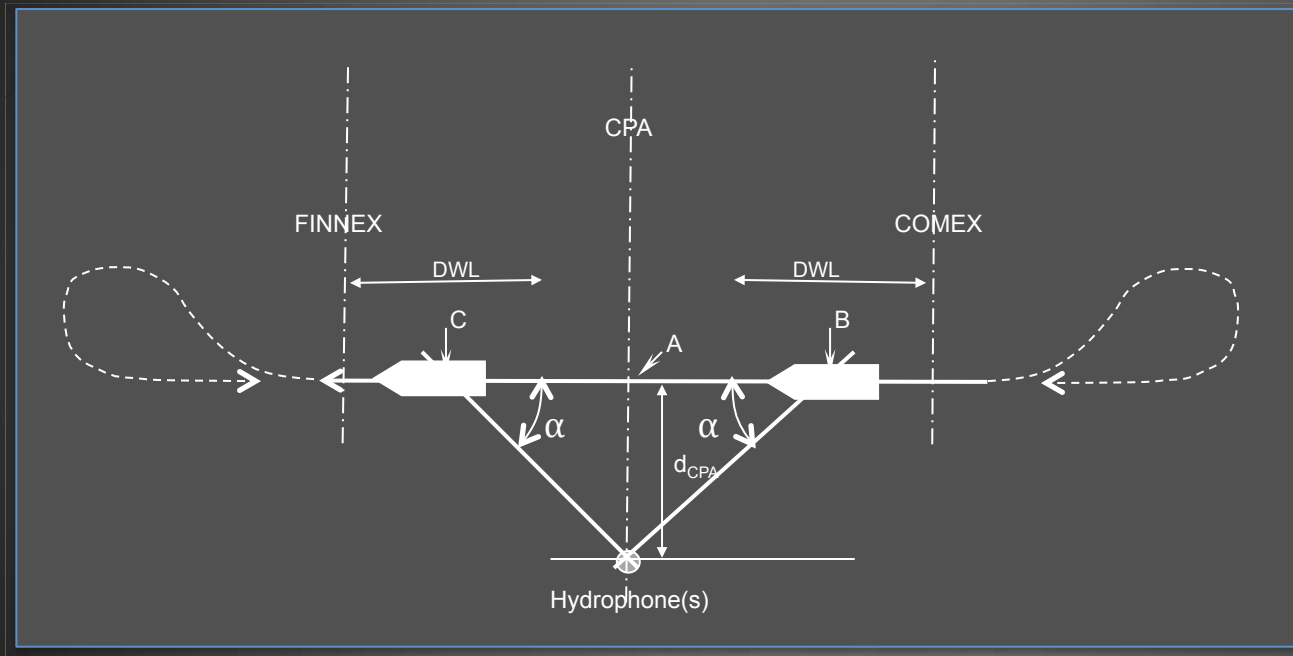 CPA
FINNEX
COMEX
DWL
DWL
C
B
A
α
α
dCPA
Hydrophone(s)